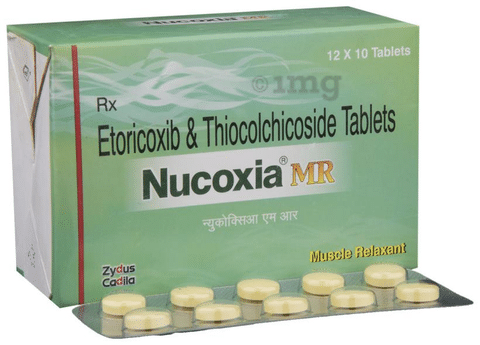 12 X 10 Tablets
©1mg
Rx
Etoricoxib & Thiocolchicoside Tablets
Nucoxia® MR
न्युकोक्सिआ एम आर
Muscle Relaxant
Zydus
Cadila